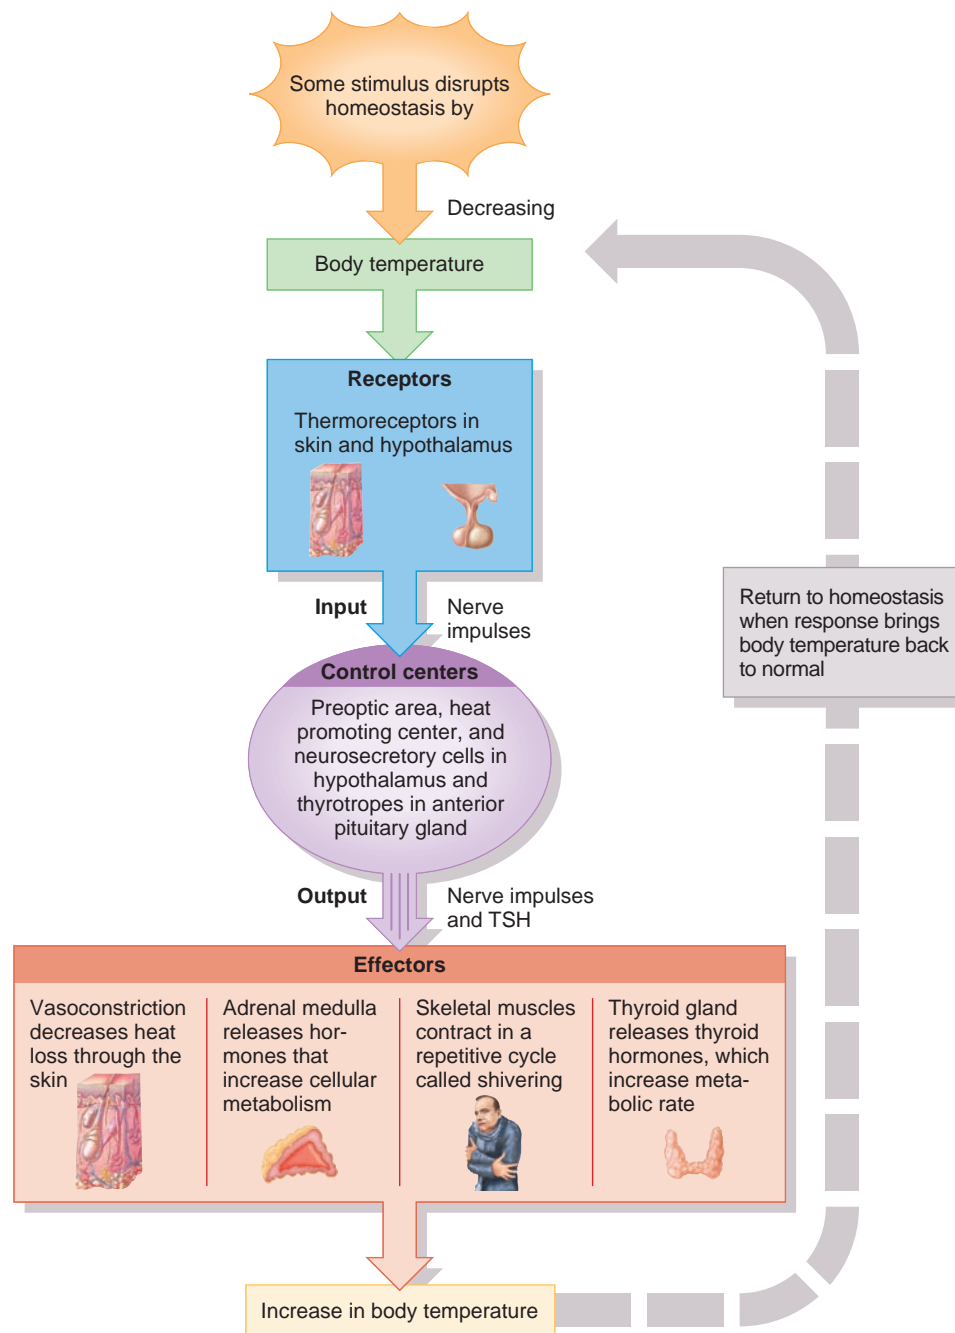 Some stimulus disrupts
homeostasis by
Decreasing
Body temperature
Receptors
Thermoreceptors in
skin and hypothalamus
Input
Nerve
impulses
Return to homeostasis
when response brings
body temperature back
to normal
Control centers
Preoptic area, heat
promoting center, and
neurosecretory cells in
hypothalamus and
thyrotropes in anterior
pituitary gland
Output
Nerve impulses
and TSH
Effectors
Vasoconstriction
decreases heat
loss through the
skin
Adrenal medulla
releases hor-
mones that
increase cellular
metabolism
Skeletal muscles
contract in a
repetitive cycle
called shivering
Thyroid gland
releases thyroid
hormones, which
increase meta-
bolic rate
Increase in body temperature